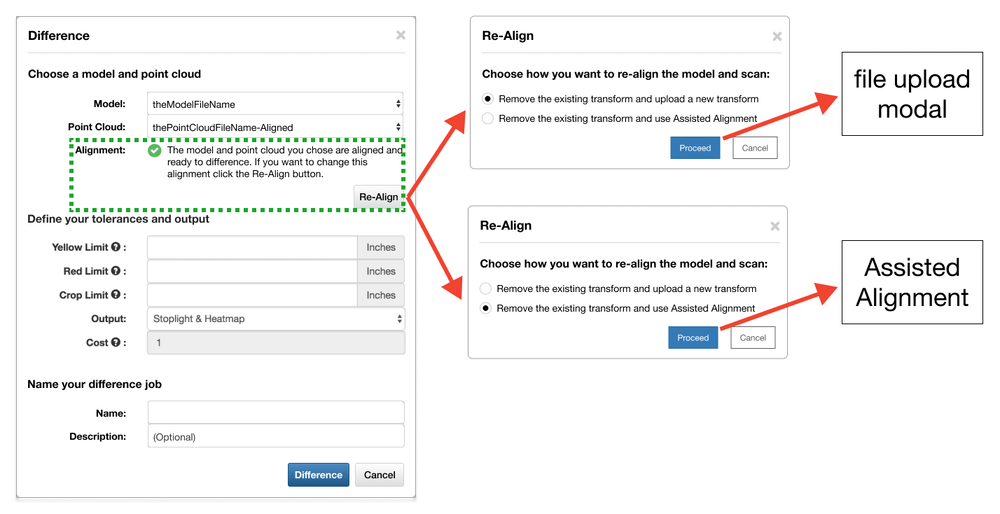 Difference
×
Choose a model and point cloud
Model: theModelFileName
Point Cloud: thePointCloudFileName-Aligned
Alignment: The model and point cloud you chose are aligned and
ready to difference. If you want to change this
alignment click the Re-Align button.
Re-Align
Define your tolerances and output
Yellow Limit ? : Inches
Red Limit ? : Inches
Crop Limit ? : Inches
Output: Stoplight & Heatmap
Cost ? : 1
Name your difference job
Name:
Description: (Optional)
Difference Cancel
Re-Align
×
Choose how you want to re-align the model and scan:
Remove the existing transform and upload a new transform
Remove the existing transform and use Assisted Alignment
Proceed Cancel
file upload
modal
Re-Align
×
Choose how you want to re-align the model and scan:
Remove the existing transform and upload a new transform
Remove the existing transform and use Assisted Alignment
Proceed Cancel
Assisted
Alignment